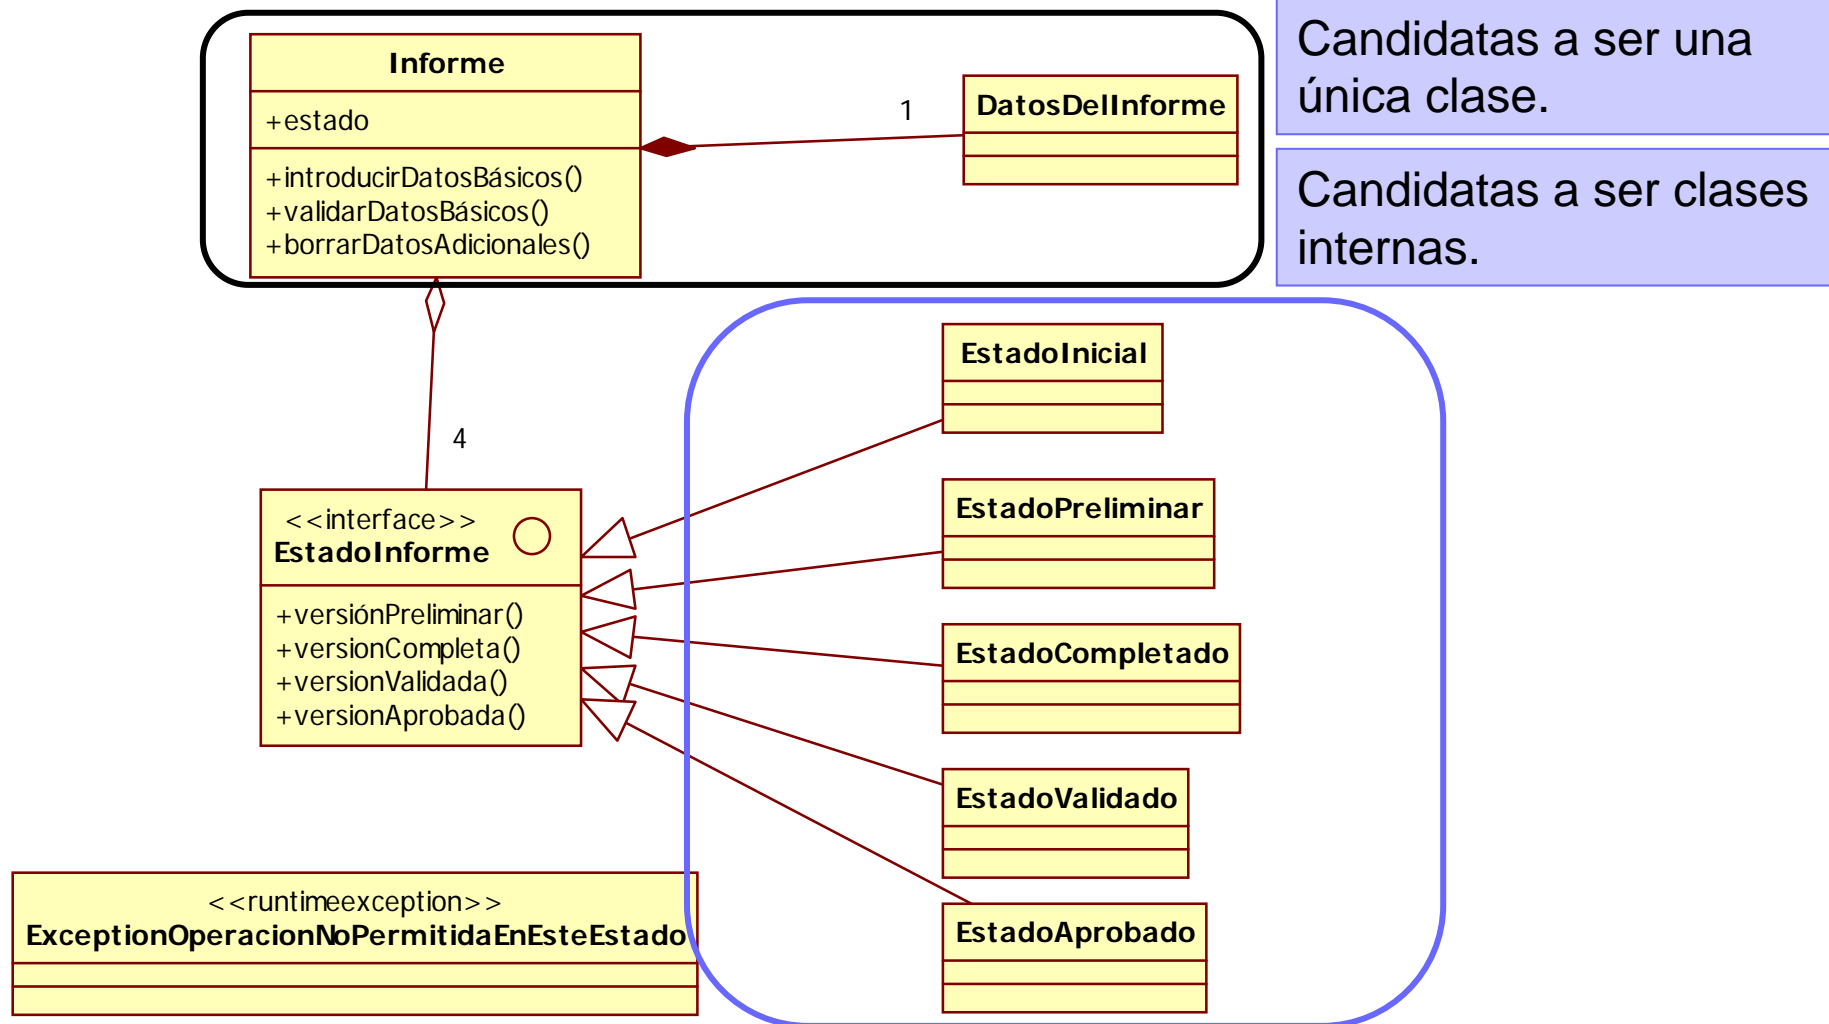 Informe
+estado
+introducirDatosBásicos()
+validarDatosBásicos()
+borrarDatosAdicionales()
1
DatosDelInforme
Candidatas a ser una
única clase.
Candidatas a ser clases
internas.
4
<<interface>>
EstadoInforme
+versiónPreliminar()
+versionCompleta()
+versionValidada()
+versionAprobada()
EstadoInicial
EstadoPreliminar
EstadoCompletado
EstadoValidado
EstadoAprobado
<<runtimeexception>>
ExceptionOperacionNoPermitidaEnEsteEstado